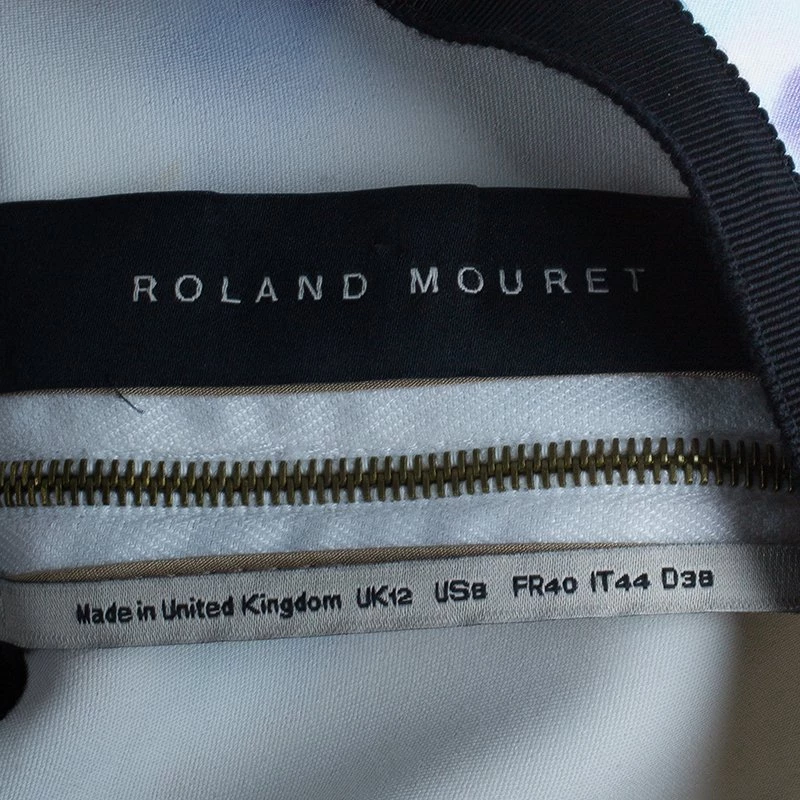 ROLAND MOURET
Made in United Kingdom UK12 US8 FR40 IT44 D38